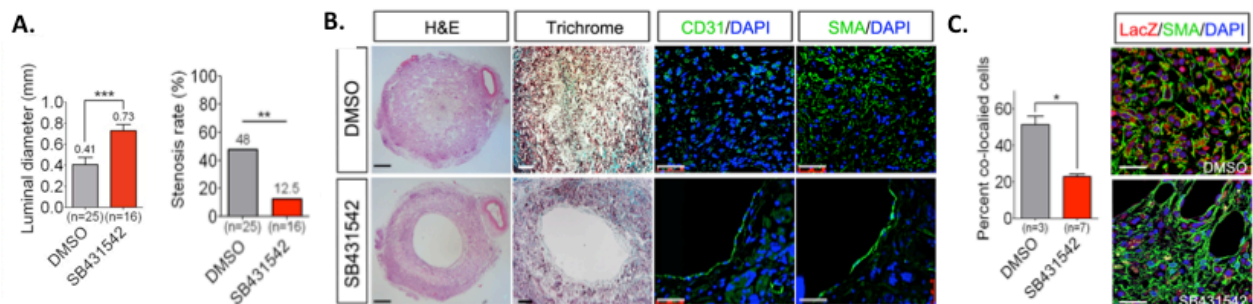 A.
Luminal diameter (mm)
1.2
1.0
0.8
0.6
0.4
0.2
0.0
***
0.41
0.73
(n=25)
(n=16)
DMSO
SB431542
Stenosis rate (%)
100
80
60
40
20
0
**
48
12.5
(n=25)
(n=16)
DMSO
SB431542
B.
H&E
Trichrome
CD31/DAPI
SMA/DAPI
DMSO
SB431542
C.
Percent co-localied cells
60
40
20
0
*
(n=3)
(n=7)
DMSO
SB431542
LacZ/SMA/DAPI
DMSO
SB431542